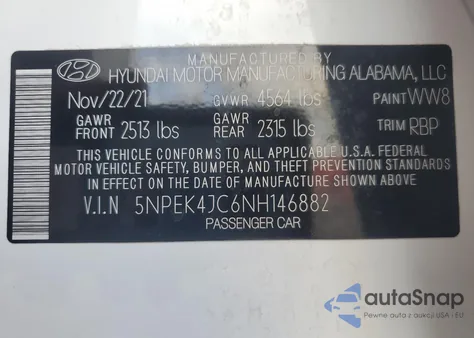 MANUFACTURED BY
HYUNDAI MOTOR MANUFACTURING ALABAMA, LLC
Nov/22/21 GVWR 4564 lbs PAINT WW8
GAWR FRONT 2513 lbs GAWR REAR 2315 lbs TRIM RBP
THIS VEHICLE CONFORMS TO ALL APPLICABLE U.S.A. FEDERAL
MOTOR VEHICLE SAFETY, BUMPER, AND THEFT PREVENTION STANDARDS
IN EFFECT ON THE DATE OF MANUFACTURE SHOWN ABOVE.
V.I.N 5NPEK4JC6NH146882
PASSENGER CAR
autoSnap
Pewne auta z aukcji USA i EU